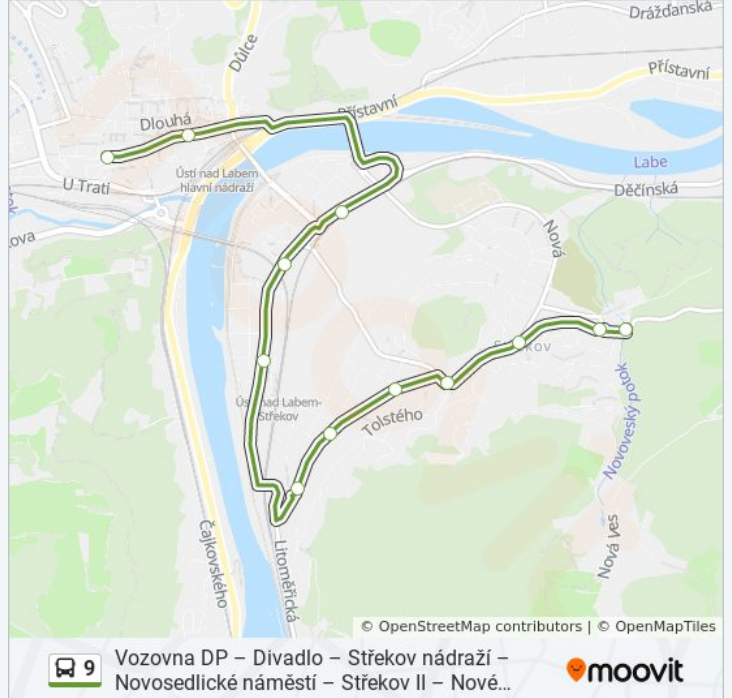 Drážďanská
Důlce
Přístavní
Přístavní
Dlouhá
Labe
U Trati
Ústí nad Labem
hlavní nádraží
Děčínská
ova
Nová
Střekov
Ústí nad Labem-
Střekov
Tolstého
Novoveský potok
Nová Ves
Čajkovského
Litoměřická
© OpenStreetMap contributors | © OpenMapTiles
9
Vozovna DP – Divadlo – Střekov nádraží –
Novosedlické náměstí – Střekov II – Nové...
moovit